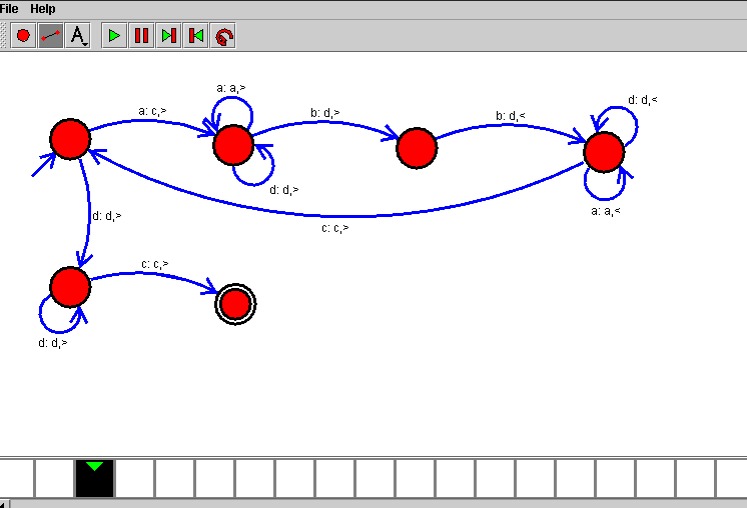 File Help
A
a: a,>
d: d,<
a: c,>
b: d,>
b: d,<
d: d,>
a: a,<
d: d,>
c: c,>
c: c,>
d: d,>